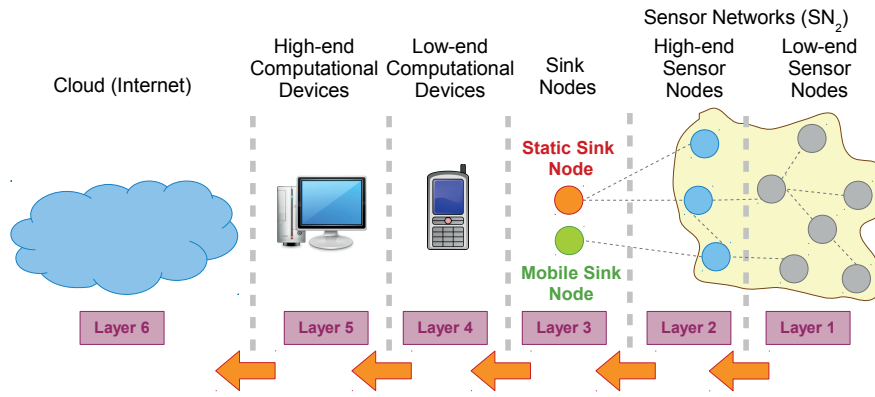 Sensor Networks (SN2)
Cloud (Internet)
High-end
Computational
Devices
Low-end
Computational
Devices
Sink
Nodes
High-end
Sensor
Nodes
Low-end
Sensor
Nodes
Static Sink
Node
Mobile Sink
Node
Layer 6
Layer 5
Layer 4
Layer 3
Layer 2
Layer 1